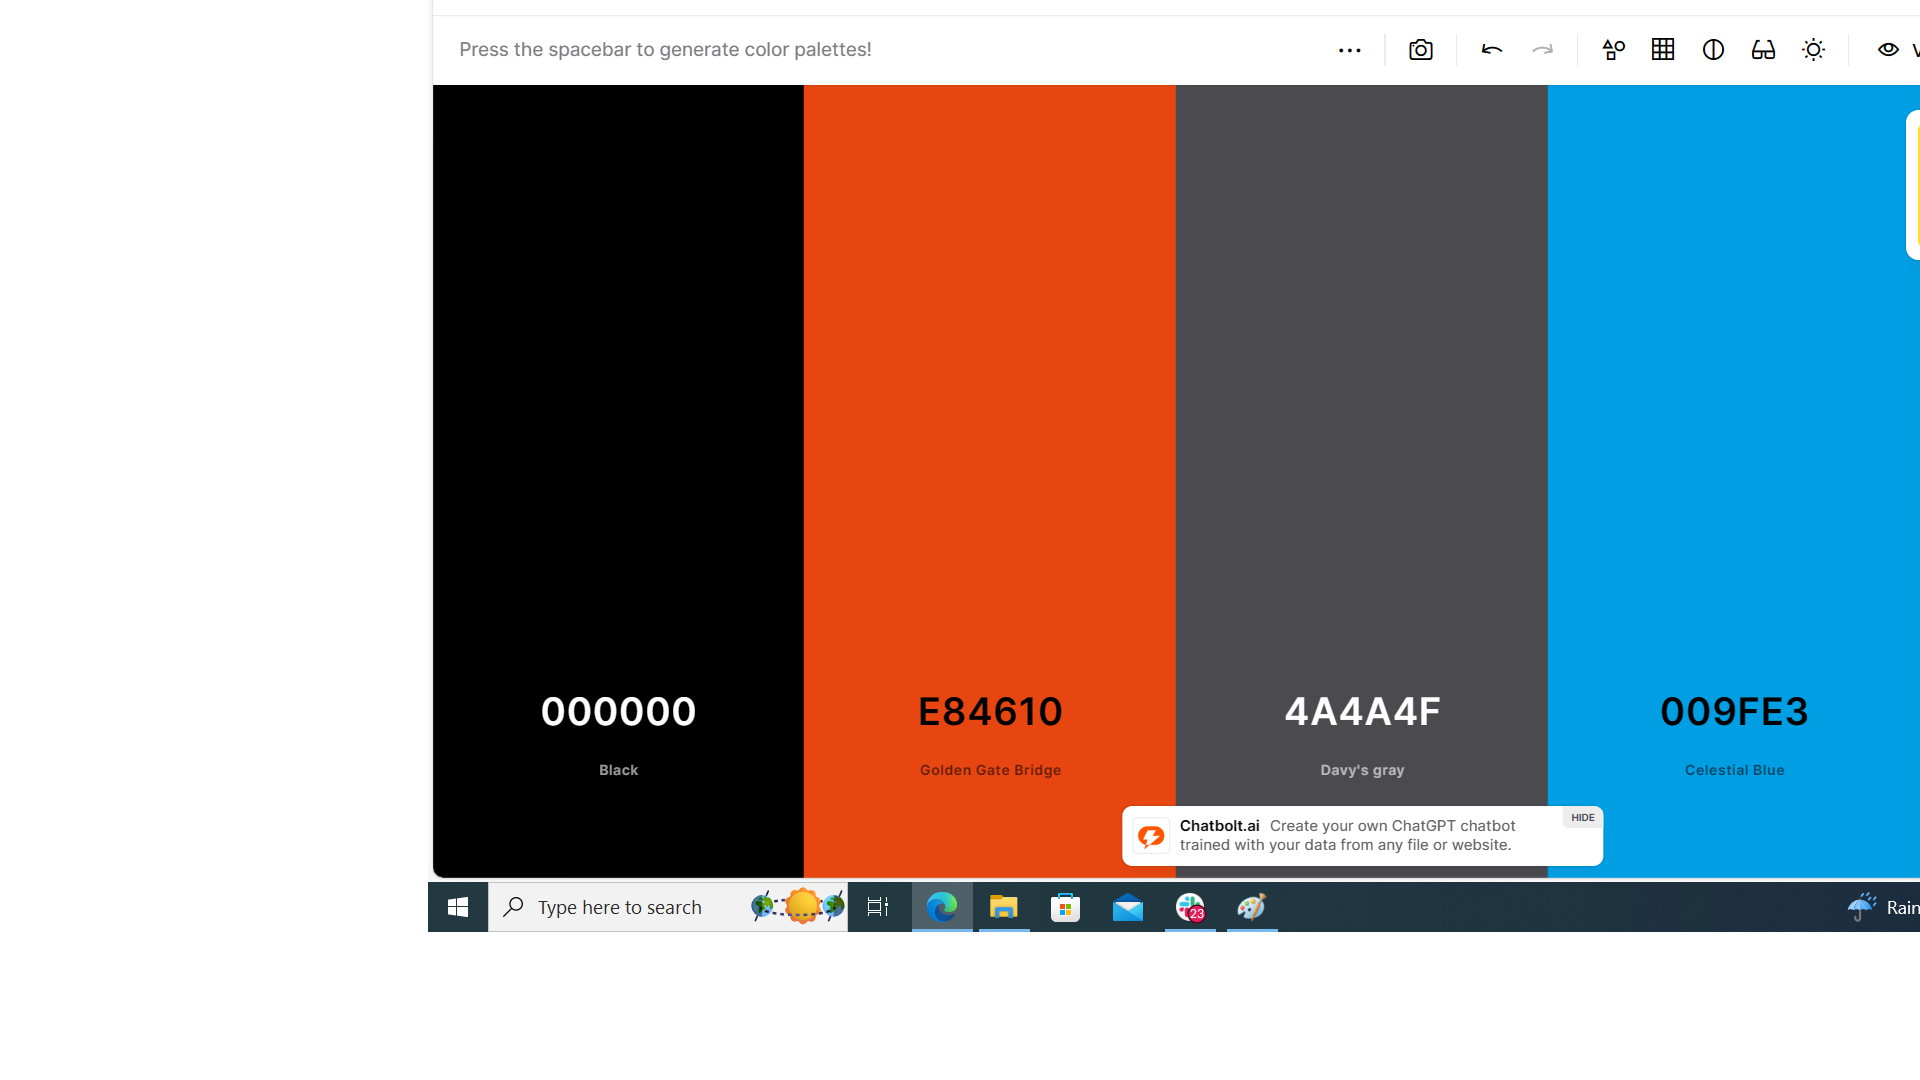 Press the spacebar to generate color palettes!
V
000000
E84610
4A4A4F
009FE3
Black
Golden Gate Bridge
Davy's gray
Celestial Blue
HIDE
Chatbolt.ai Create your own ChatGPT chatbot
trained with your data from any file or website.
Type here to search
23
Rain